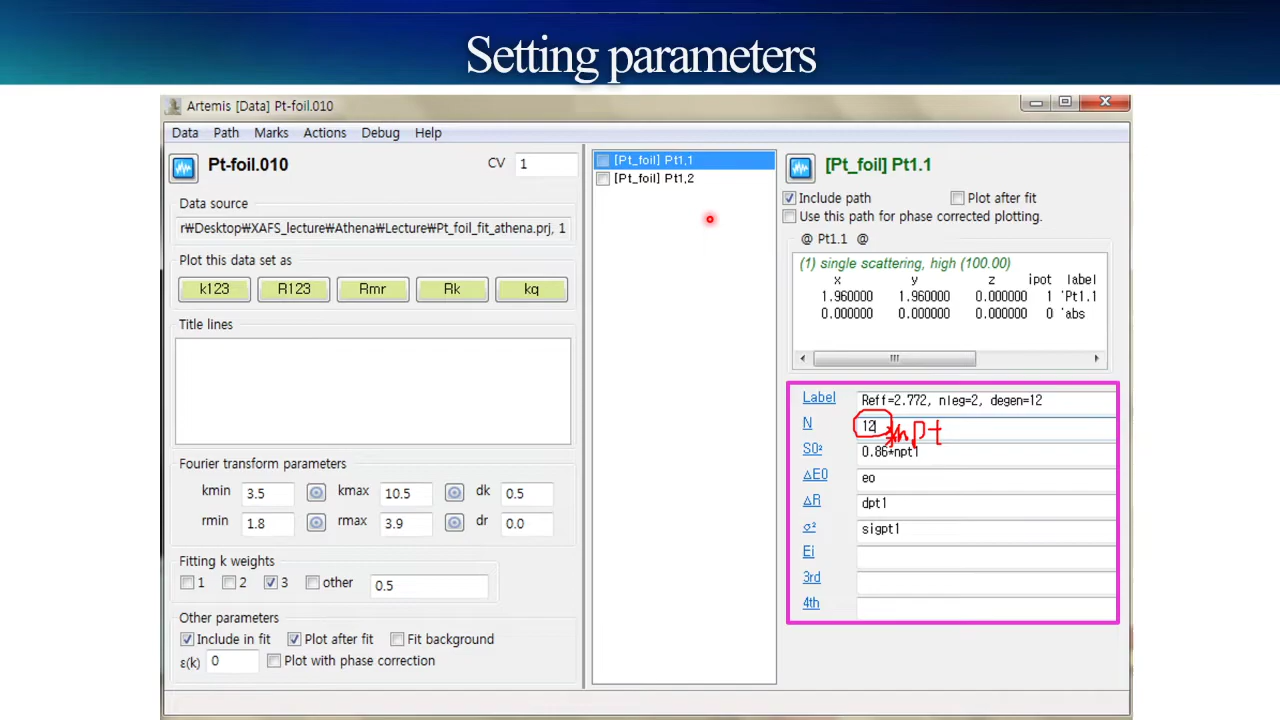 Setting parameters
Artemis [Data] Pt-foil.010
Data Path Marks Actions Debug Help
Pt-foil.010
CV 1
Data source
r₩Desktop₩XAFS_lecture₩Athena₩Lecture₩Pt_foil_fit_athena.prj, 1
Plot this data set as
k123 R123 Rmr Rk kq
Title lines
Fourier transform parameters
kmin 3.5 kmax 10.5 dk 0.5
rmin 1.8 rmax 3.9 dr 0.0
Fitting k weights
1 2 3 other 0.5
Other parameters
Include in fit Plot after fit Fit background
ε(k) 0 Plot with phase correction
[Pt_foil] Pt1,1
[Pt_foil] Pt1,2
[Pt_foil] Pt1.1
Include path Plot after fit
Use this path for phase corrected plotting.
@ Pt1.1 @
(1) single scattering, high (100.00)
x y z ipot label
1.960000 1.960000 0.000000 1 'Pt1.1
0.000000 0.000000 0.000000 0 'abs
Label Reff=2.772, nleg=2, degen=12
N 12 *npt
S0² 0.86*npt1
△E0 eo
△R dpt1
σ² sigpt1
Ei
3rd
4th